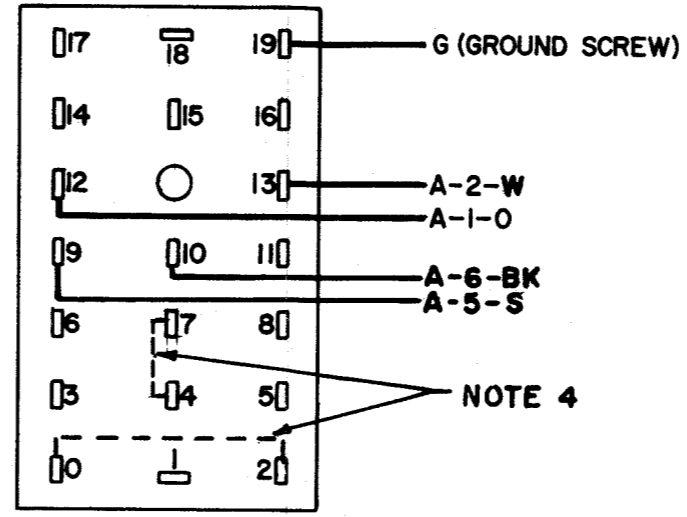 17 18 19 G (GROUND SCREW)
14 15 16
12 13 A-2-W
A-1-O
9 10 11
A-6-BK
A-5-S
6 7 8
3 4 5 NOTE 4
0 1 2